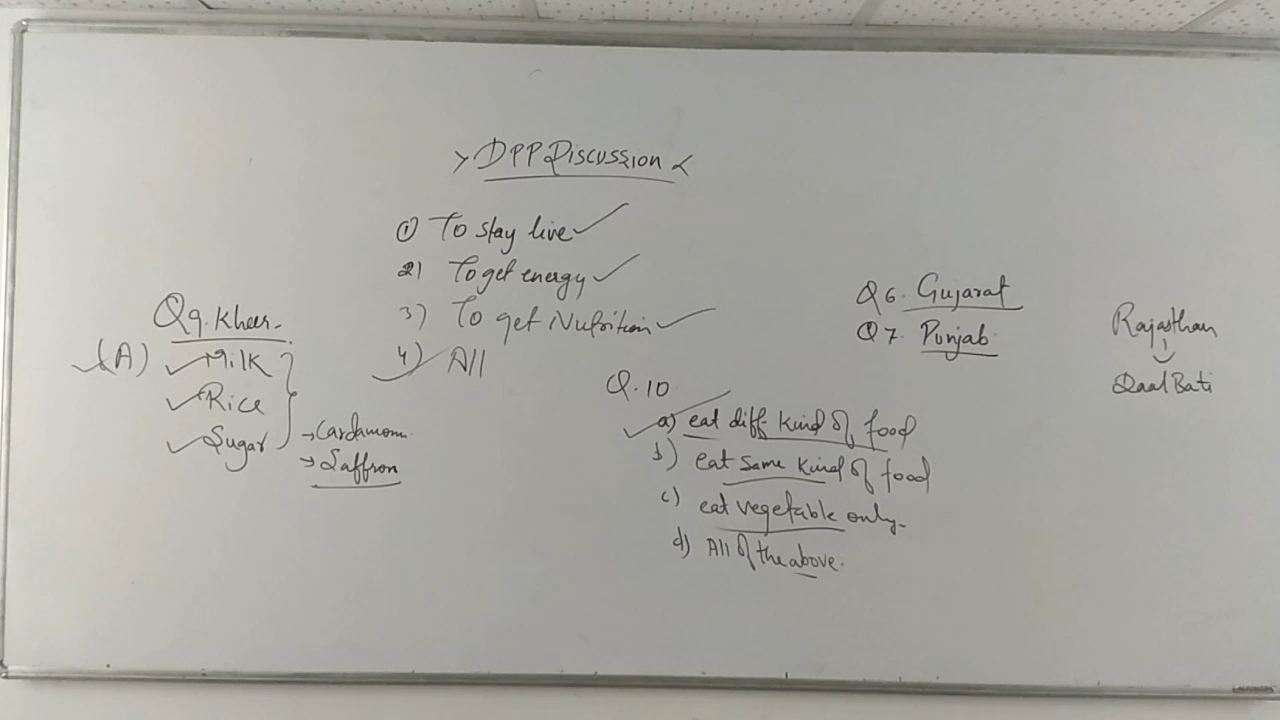 DPP Discussion
① To stay live
2) To get energy
3) To get Nutrition
4) All
Q9. Kheer.
(A) Milk
Rice
Sugar
→ Cardamom
→ Saffron
Q 6. Gujarat
Q 7. Punjab
Rajasthan
Daal Bati
Q.10
a) eat diff kind of food
b) eat same kind of food
c) eat vegetable only.
d) All of the above.